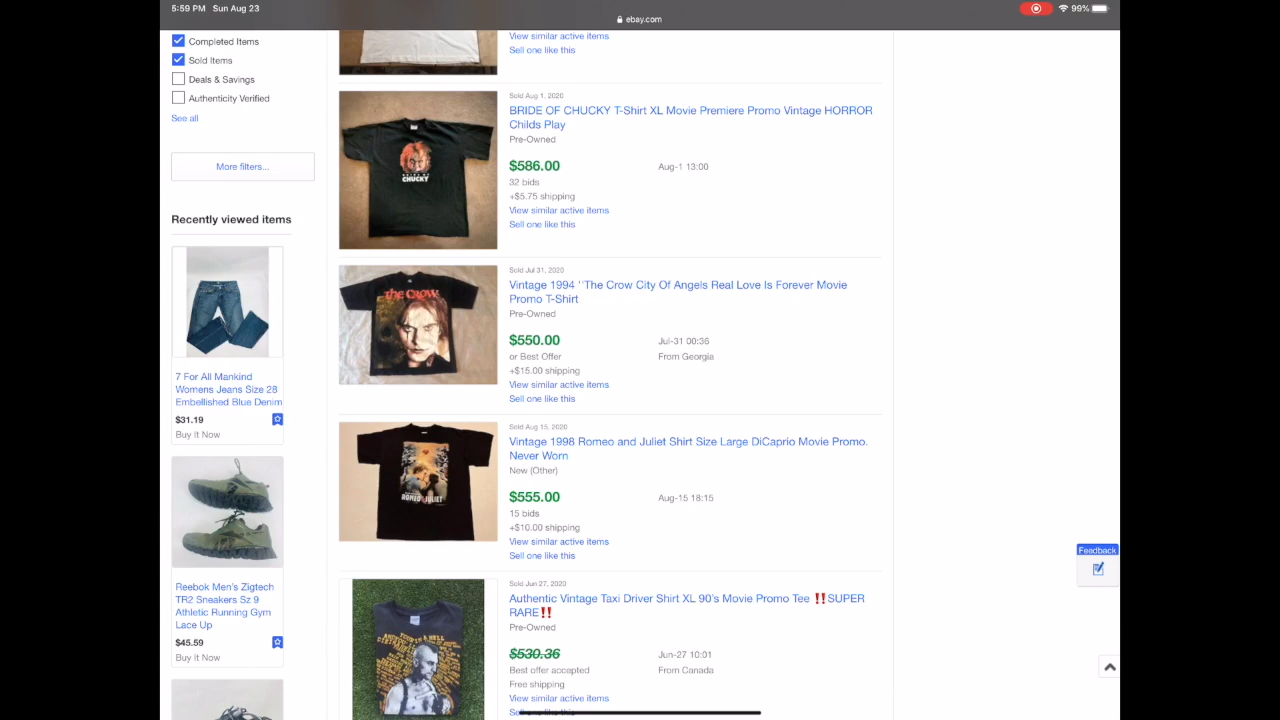 5:59 PM Sun Aug 23
99%
ebay.com
Completed Items
Sold Items
Deals & Savings
Authenticity Verified
See all
More filters...
Recently viewed items
7 For All Mankind
Womens Jeans Size 28
Embellished Blue Denim
$31.19
Buy It Now
Reebok Men's Zigtech
TR2 Sneakers Sz 9
Athletic Running Gym
Lace Up
$45.59
Buy It Now
View similar active items
Sell one like this
Sold Aug 1, 2020
BRIDE OF CHUCKY T-Shirt XL Movie Premiere Promo Vintage HORROR
Childs Play
Pre-Owned
$586.00 Aug-1 13:00
32 bids
+$5.75 shipping
View similar active items
Sell one like this
CHUCKY
Sold Jul 31, 2020
Vintage 1994 ''The Crow City Of Angels Real Love Is Forever Movie
Promo T-Shirt
Pre-Owned
$550.00 Jul-31 00:36
or Best Offer From Georgia
+$15.00 shipping
View similar active items
Sell one like this
the Crow
Sold Aug 15, 2020
Vintage 1998 Romeo and Juliet Shirt Size Large DiCaprio Movie Promo.
Never Worn
New (Other)
$555.00 Aug-15 18:15
15 bids
+$10.00 shipping
View similar active items
Sell one like this
ROMEO JULIET
Sold Jun 27, 2020
Authentic Vintage Taxi Driver Shirt XL 90's Movie Promo Tee ‼️SUPER
RARE‼️
Pre-Owned
$530.36 Jun-27 10:01
Best offer accepted From Canada
Free shipping
View similar active items
Feedback